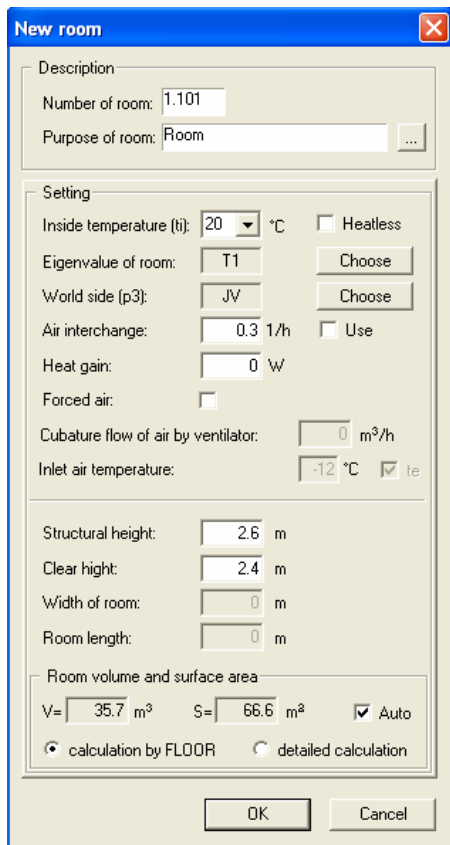 New room
Description
Number of room: 1.101
Purpose of room: Room ...
Setting
Inside temperature (ti): 20 °C Heatless
Eigenvalue of room: T1 Choose
World side (p3): JV Choose
Air interchange: 0.3 1/h Use
Heat gain: 0 W
Forced air:
Cubature flow of air by ventilator: 0 m³/h
Inlet air temperature: -12 °C te
Structural height: 2.6 m
Clear hight: 2.4 m
Width of room: 0 m
Room length: 0 m
Room volume and surface area
V= 35.7 m³ S= 66.6 m² Auto
calculation by FLOOR detailed calculation
OK Cancel